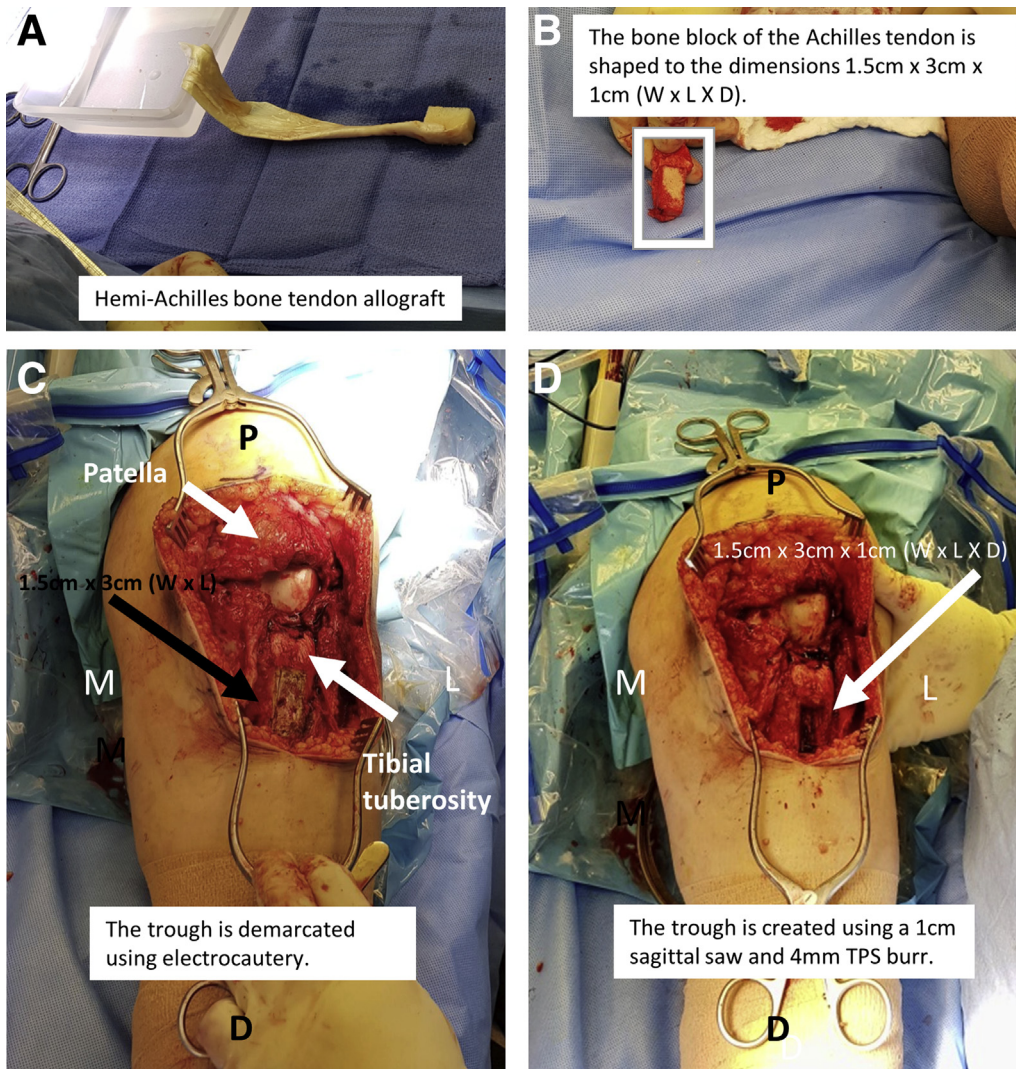 A
Hemi-Achilles bone tendon allograft
B
The bone block of the Achilles tendon is
shaped to the dimensions 1.5cm x 3cm x
1cm (W x L X D).
C
P
Patella
1.5cm x 3cm (W x L)
M
L
M
Tibial
tuberosity
The trough is demarcated
using electrocautery.
D
D
P
1.5cm x 3cm x 1cm (W x L X D)
M
L
M
The trough is created using a 1cm
sagittal saw and 4mm TPS burr.
D
D